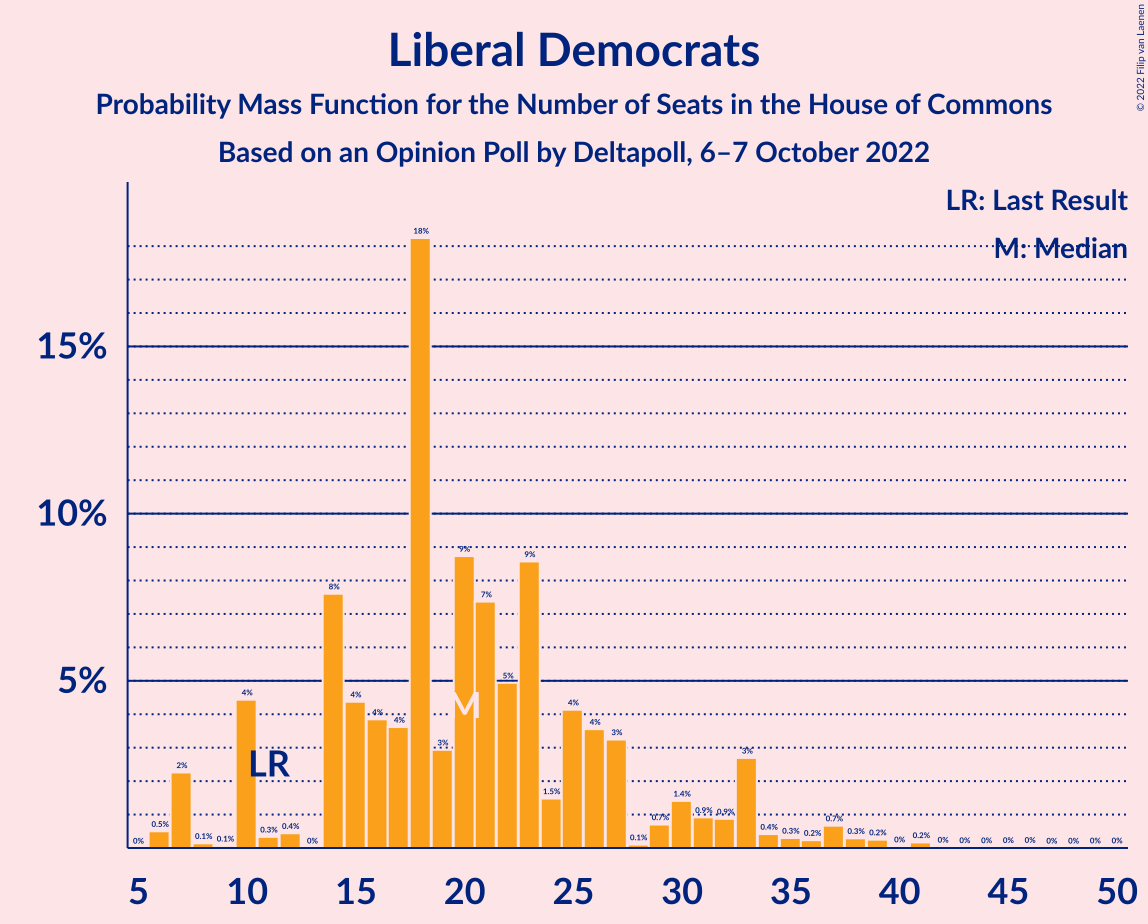 Liberal Democrats
Probability Mass Function for the Number of Seats in the House of Commons
Based on an Opinion Poll by Deltapoll, 6–7 October 2022
© 2022 Filip van Laenen
LR: Last Result
M: Median
15%
10%
5%
0% 0.5% 2% 0.1% 0.1% 4% 0.3% 0.4% 0% 8% 4% 4% 4% 18% 3% 9% 7% 5% 9% 1.5% 4% 4% 3% 0.1% 0.7% 1.4% 0.9% 0.9% 3% 0.4% 0.3% 0.2% 0.7% 0.3% 0.2% 0% 0.2% 0% 0% 0% 0% 0% 0% 0% 0% 0%
LR
M
5 10 15 20 25 30 35 40 45 50